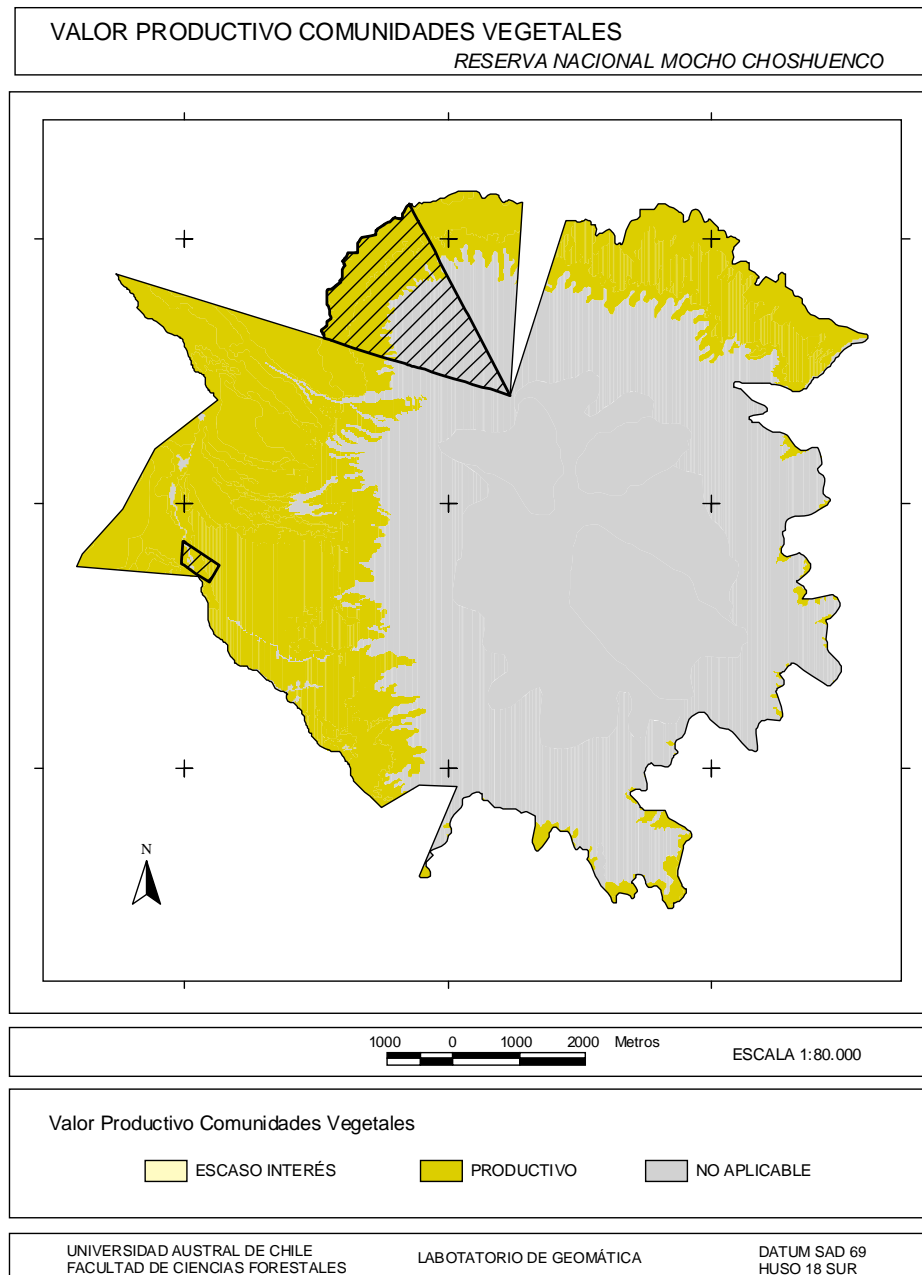 VALOR PRODUCTIVO COMUNIDADES VEGETALES
RESERVA NACIONAL MOCHO CHOSHUENCO
N
1000 0 1000 2000 Metros
ESCALA 1:80.000
Valor Productivo Comunidades Vegetales
ESCASO INTERÉS PRODUCTIVO NO APLICABLE
UNIVERSIDAD AUSTRAL DE CHILE
FACULTAD DE CIENCIAS FORESTALES
LABOTATORIO DE GEOMÁTICA
DATUM SAD 69
HUSO 18 SUR